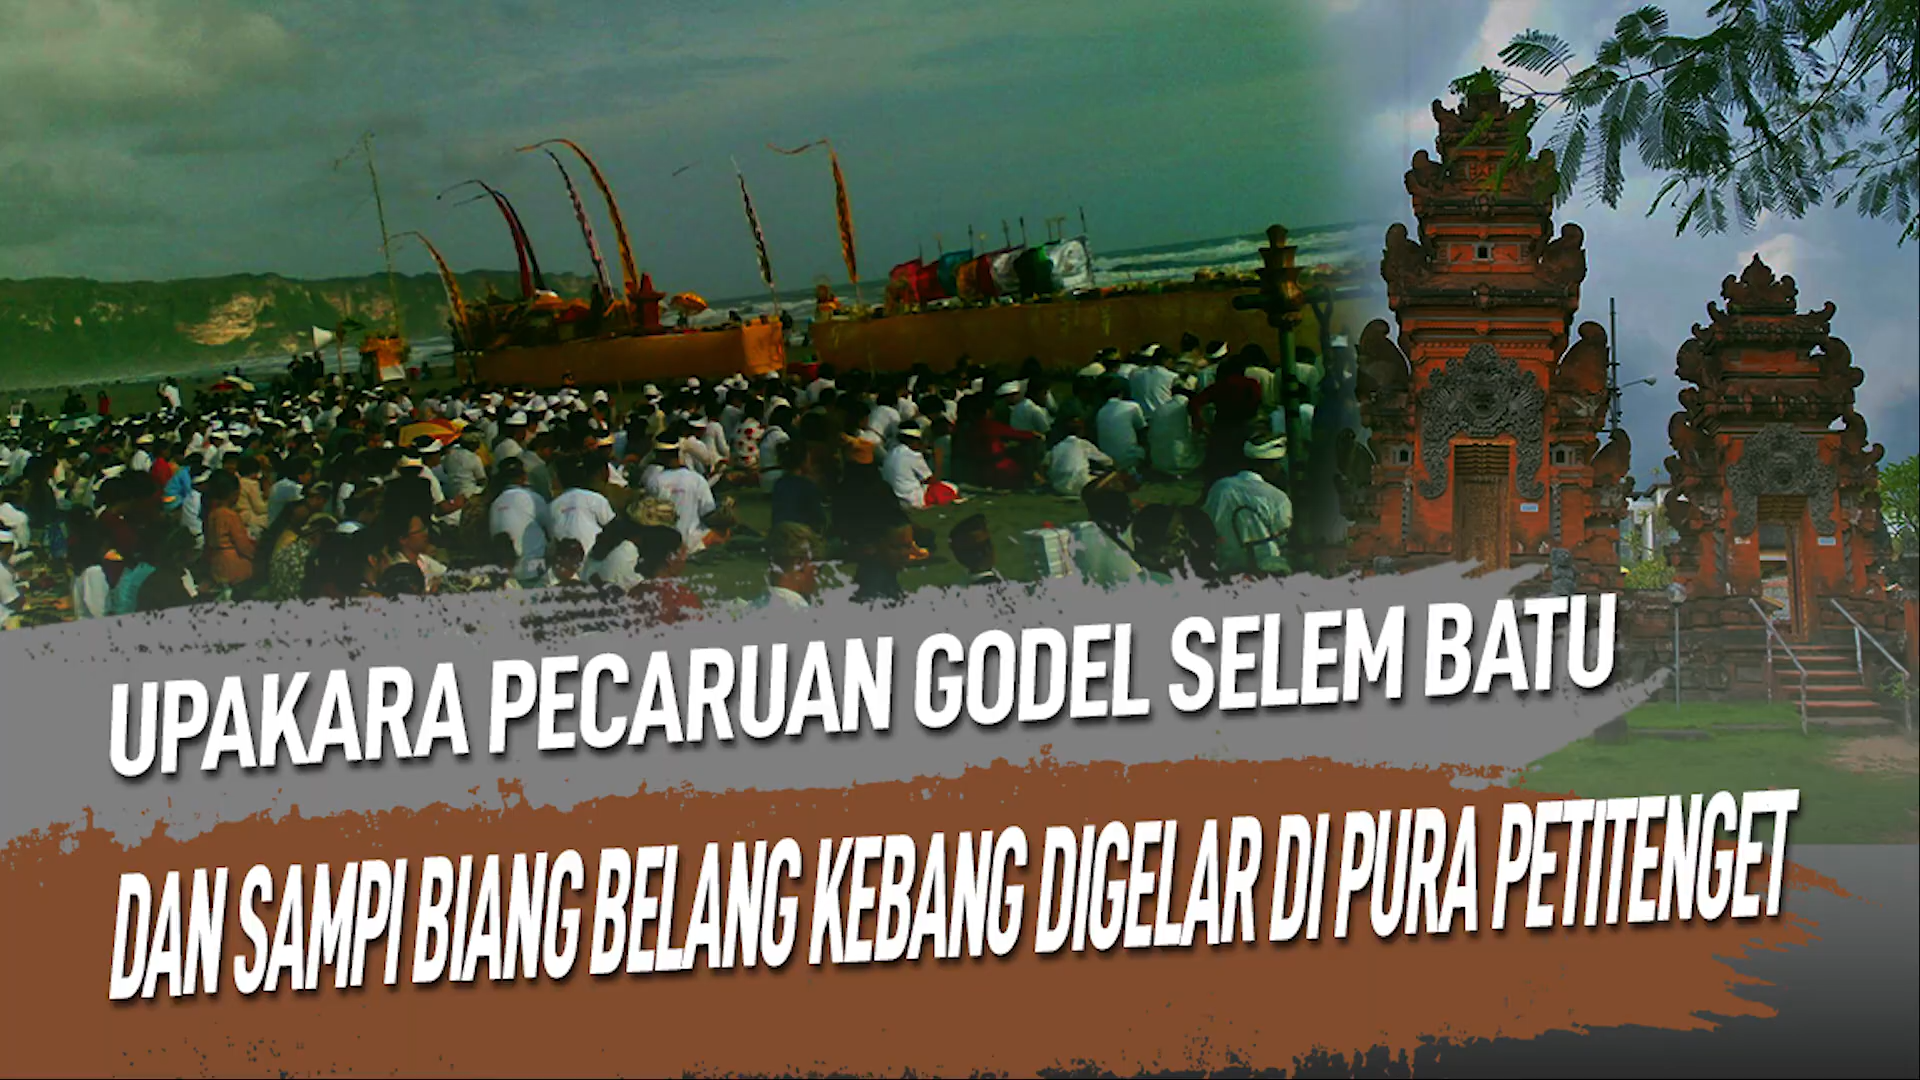 UPAKARA PECARUAN GODEL SELEM BATU
DAN SAMPI BIANG BELANG KEBANG DIGELAR DI PURA PETITENGET